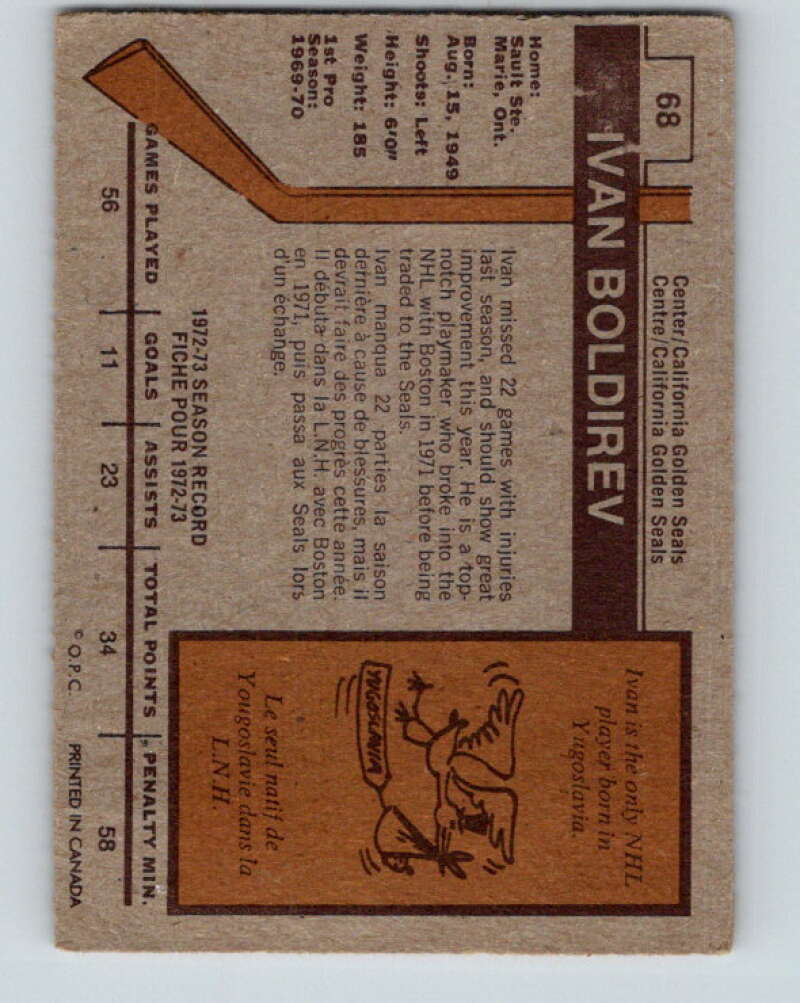 68
Center/California Golden Seals
Centre/California Golden Seals
IVAN BOLDIREV
Home:
Sault Ste.
Marie, Ont.
Born:
Aug. 15, 1949
Shoots: Left
Height: 6'0"
Weight: 185
1st Pro
Season:
1969-70
Ivan missed 22 games with injuries
last season, and should show great
improvement this year. He is a top-
notch playmaker who broke into the
NHL with Boston in 1971 before being
traded to the Seals.
Ivan manqua 22 parties la saison
dernière à cause de blessures, mais il
devrait faire des progrès cette année.
Il débuta dans la L.N.H. avec Boston
en 1971, puis passa aux Seals lors
d'un échange.
Ivan is the only NHL
player born in
Yugoslavia.
YUGOSLAVIA
Le seul natif de
Yougoslavie dans la
L.N.H.
1972-73 SEASON RECORD
FICHE POUR 1972-73
GAMES PLAYED GOALS ASSISTS TOTAL POINTS PENALTY MIN.
56 11 23 34 58
© O.P.C. PRINTED IN CANADA